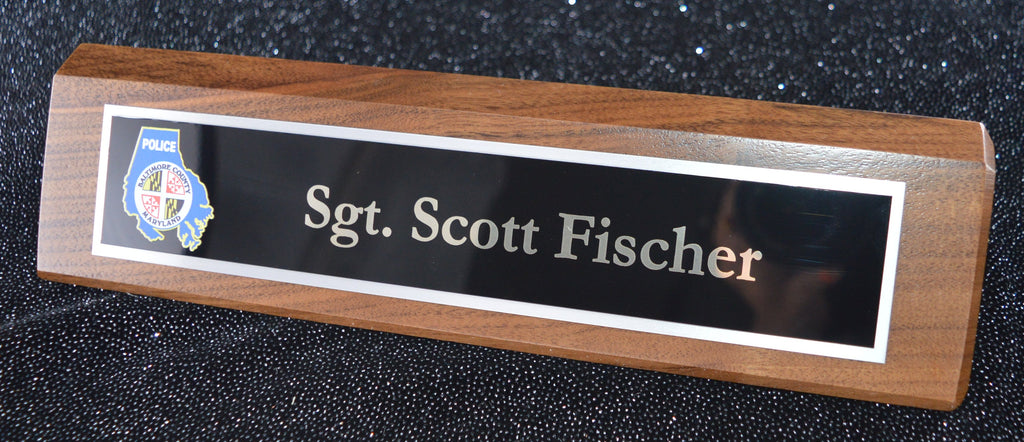 POLICE
BALTIMORE COUNTY
MARYLAND
Sgt. Scott Fischer